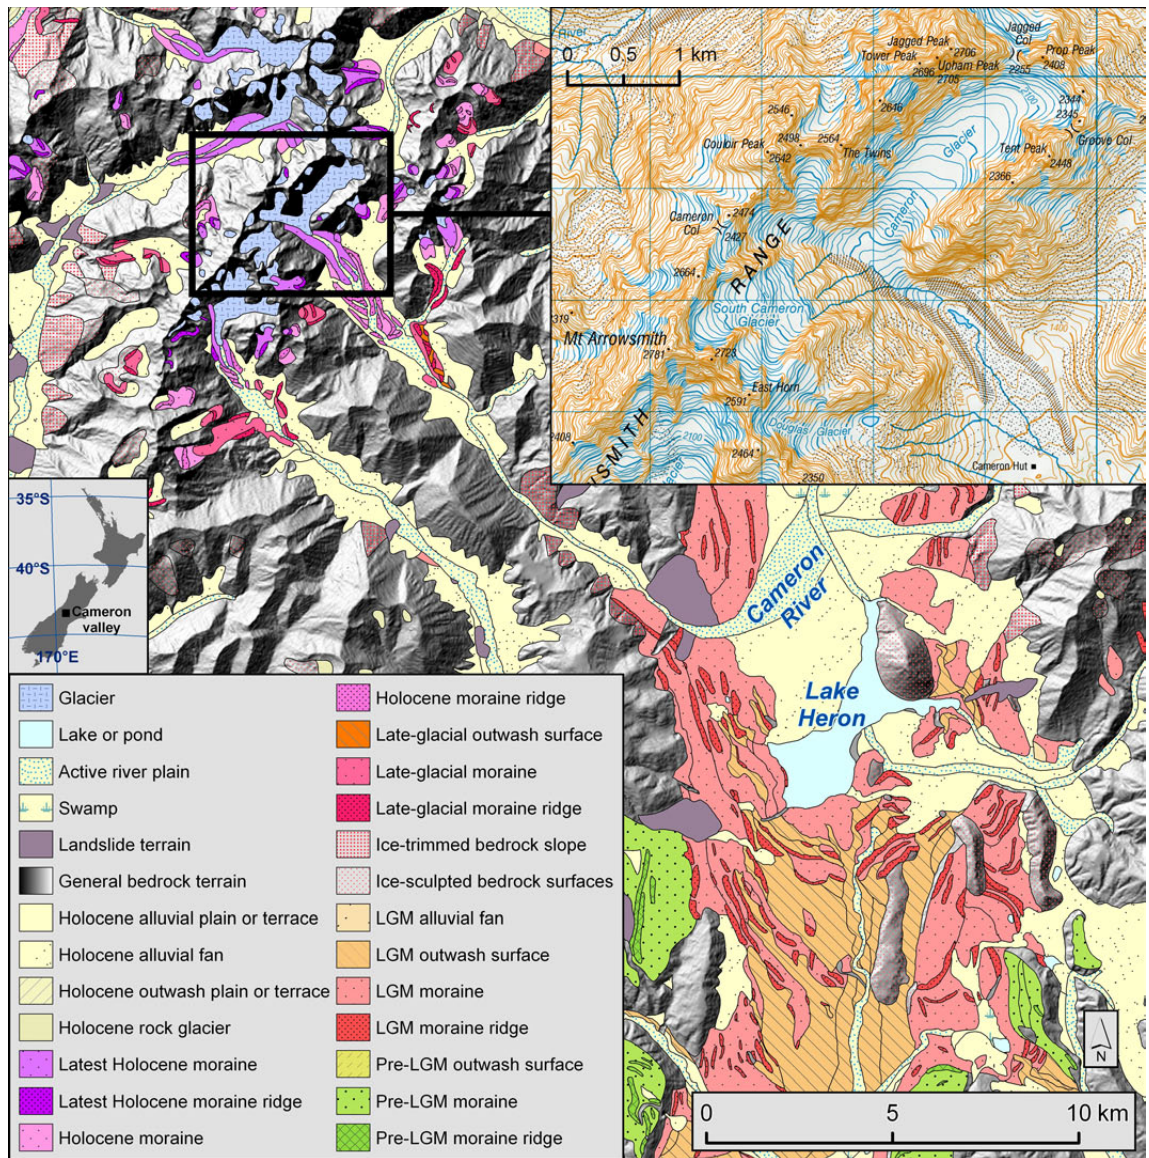 River
0 0.5 1 km
Jagged Peak
2706
Tower Peak
2696
Upham Peak
2705
Jagged
Col
2255
Prop Peak
2408
2100
2344
2345
Groove Col
2646
2546
2498
2564
Couloir Peak
2642
The Twins
Glacier
Tent Peak
2448
2366
Cameron
Cameron
Col
2474
2427
RANGE
2664
South Cameron
Glacier
1400
2319
Mt Arrowsmith
2781
2723
East Horn
2591
Douglas Glacier
2408
2100
2464
ISMITH
Glacier
2350
Cameron Hut
35°S
40°S
Cameron
valley
170°E
Cameron
River
Lake
Heron
Glacier
Lake or pond
Active river plain
Swamp
Landslide terrain
General bedrock terrain
Holocene alluvial plain or terrace
Holocene alluvial fan
Holocene outwash plain or terrace
Holocene rock glacier
Latest Holocene moraine
Latest Holocene moraine ridge
Holocene moraine
Holocene moraine ridge
Late-glacial outwash surface
Late-glacial moraine
Late-glacial moraine ridge
Ice-trimmed bedrock slope
Ice-sculpted bedrock surfaces
LGM alluvial fan
LGM outwash surface
LGM moraine
LGM moraine ridge
Pre-LGM outwash surface
Pre-LGM moraine
Pre-LGM moraine ridge
N
0 5 10 km